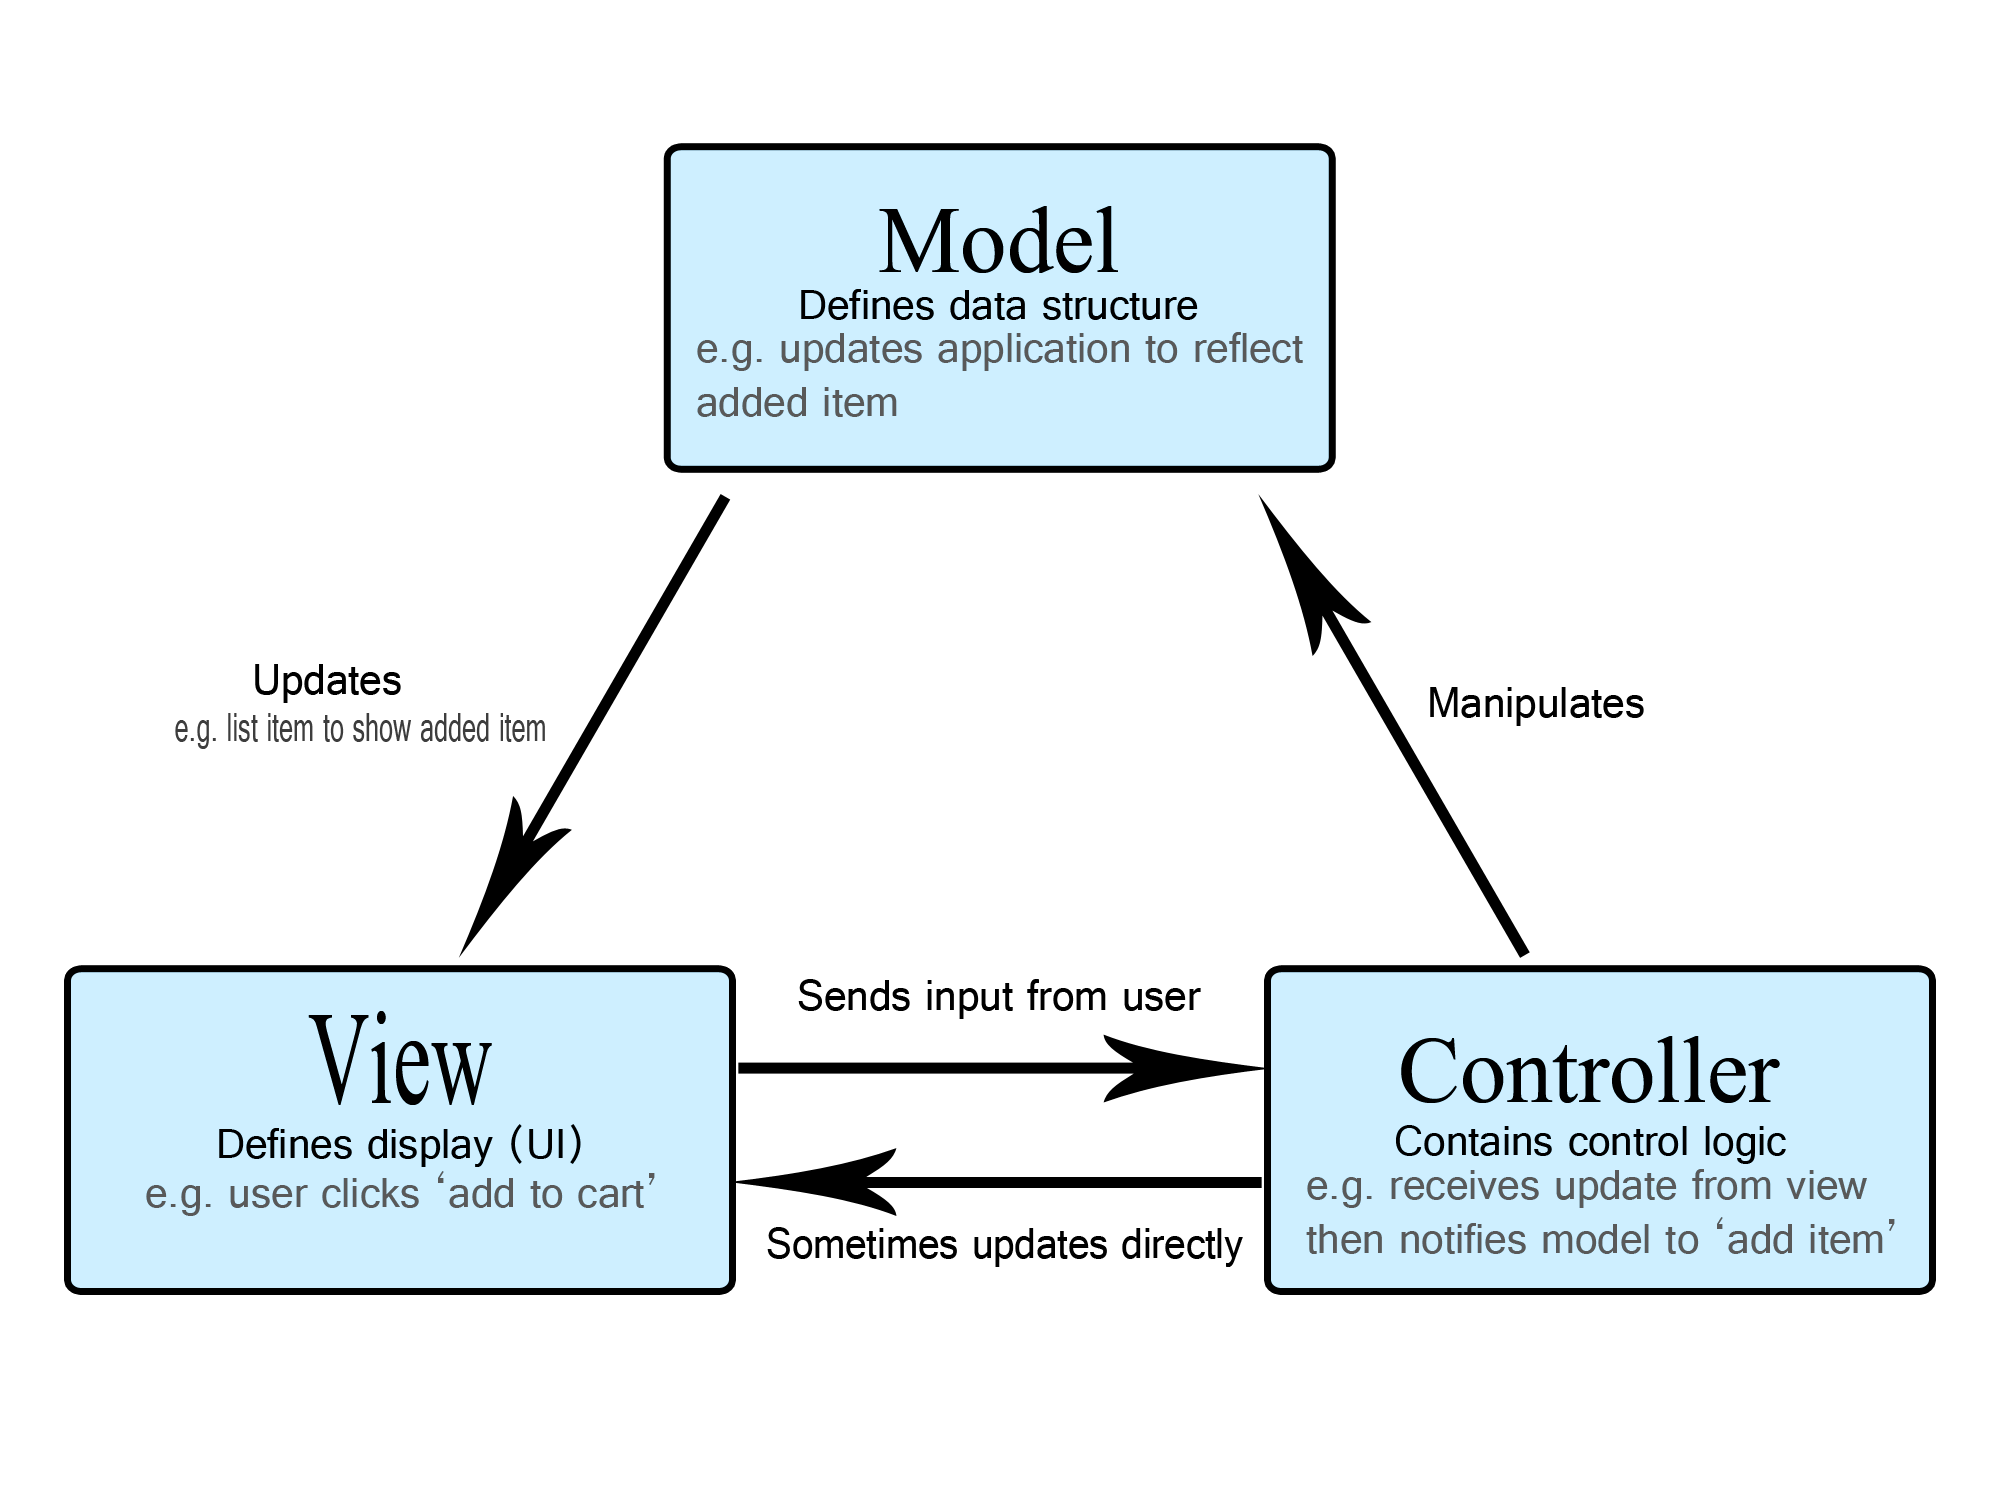 Model
Defines data structure
e.g. updates application to reflect
added item
Updates
e.g. list item to show added item
Manipulates
Sends input from user
View
Defines display (UI)
e.g. user clicks ‘add to cart’
Controller
Contains control logic
e.g. receives update from view
then notifies model to ‘add item’
Sometimes updates directly